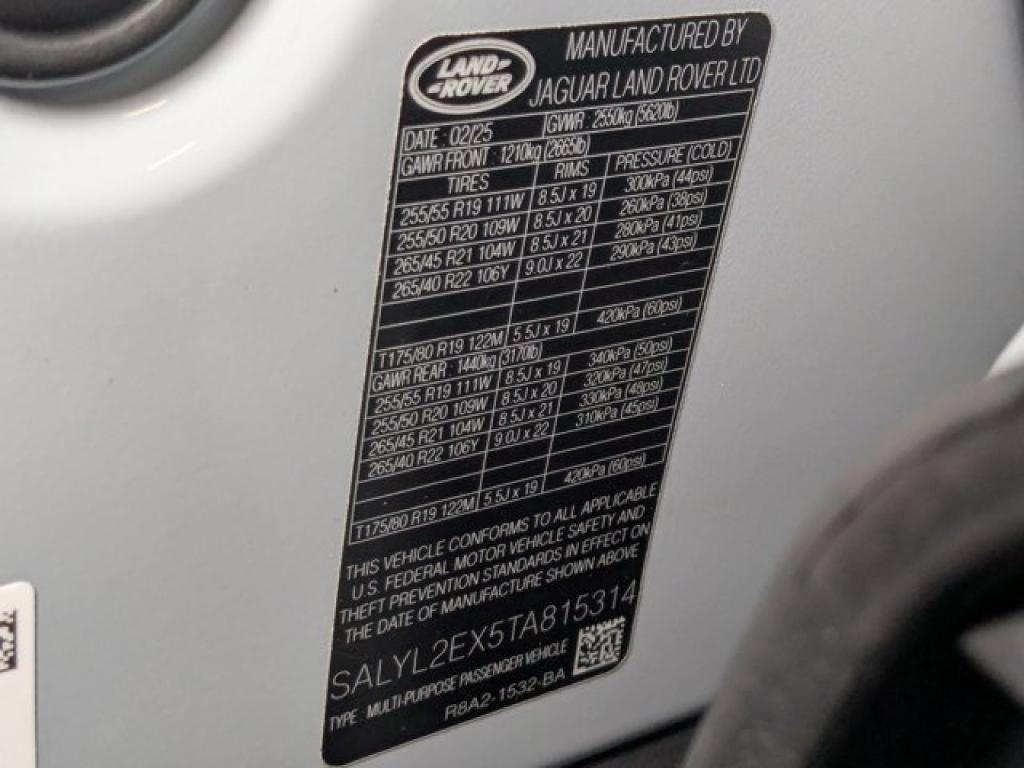 LAND ROVER
MANUFACTURED BY
JAGUAR LAND ROVER LTD
DATE : 02/25 GVWR : 2550kg (5620lb)
GAWR FRONT : 1210kg (2665lb)
TIRES RIMS PRESSURE (COLD)
255/55 R19 111W 8.5J x 19 300kPa (44psi)
255/50 R20 109W 8.5J x 20 260kPa (38psi)
265/45 R21 104W 8.5J x 21 280kPa (41psi)
265/40 R22 106Y 9.0J x 22 290kPa (43psi)
T175/80 R19 122M 5.5J x 19 420kPa (60psi)
GAWR REAR : 1440kg (3170lb)
255/55 R19 111W 8.5J x 19 340kPa (50psi)
255/50 R20 109W 8.5J x 20 320kPa (47psi)
265/45 R21 104W 8.5J x 21 330kPa (48psi)
265/40 R22 106Y 9.0J x 22 310kPa (45psi)
T175/80 R19 122M 5.5J x 19 420kPa (60psi)
THIS VEHICLE CONFORMS TO ALL APPLICABLE
U.S. FEDERAL MOTOR VEHICLE SAFETY AND
THEFT PREVENTION STANDARDS IN EFFECT ON
THE DATE OF MANUFACTURE SHOWN ABOVE
SALYL2EX5TA815314
TYPE : MULTI-PURPOSE PASSENGER VEHICLE
R8A2-1532-BA